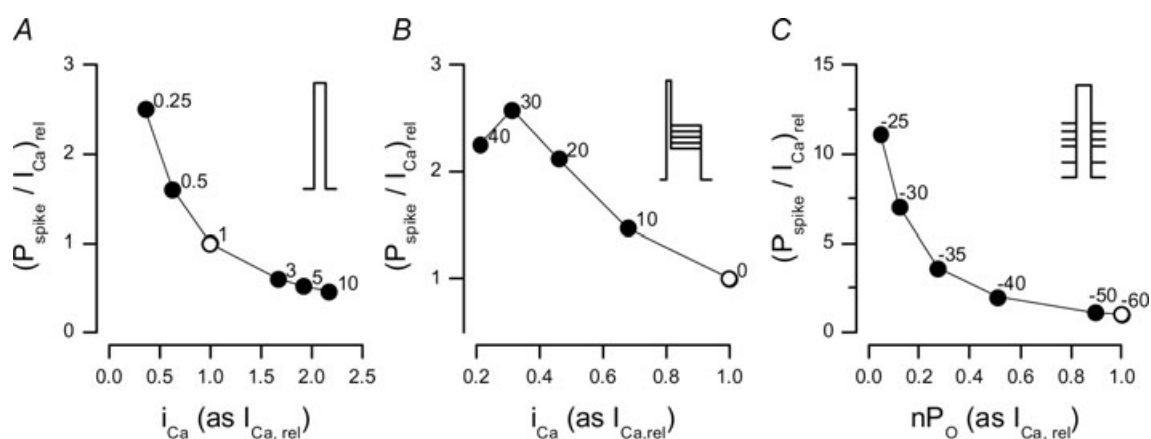 A
B
C
(P_spike / I_Ca)_rel
3
2
1
0
0.25
0.5
1
3
5
10
0.0 0.5 1.0 1.5 2.0 2.5
i_Ca (as I_Ca, rel)
(P_spike / I_Ca)_rel
3
2
1
40
30
20
10
0
0.2 0.4 0.6 0.8 1.0
i_Ca (as I_Ca,rel)
(P_spike / I_Ca)_rel
15
10
5
0
-25
-30
-35
-40
-50
-60
0.0 0.2 0.4 0.6 0.8 1.0
nP_O (as I_Ca, rel)